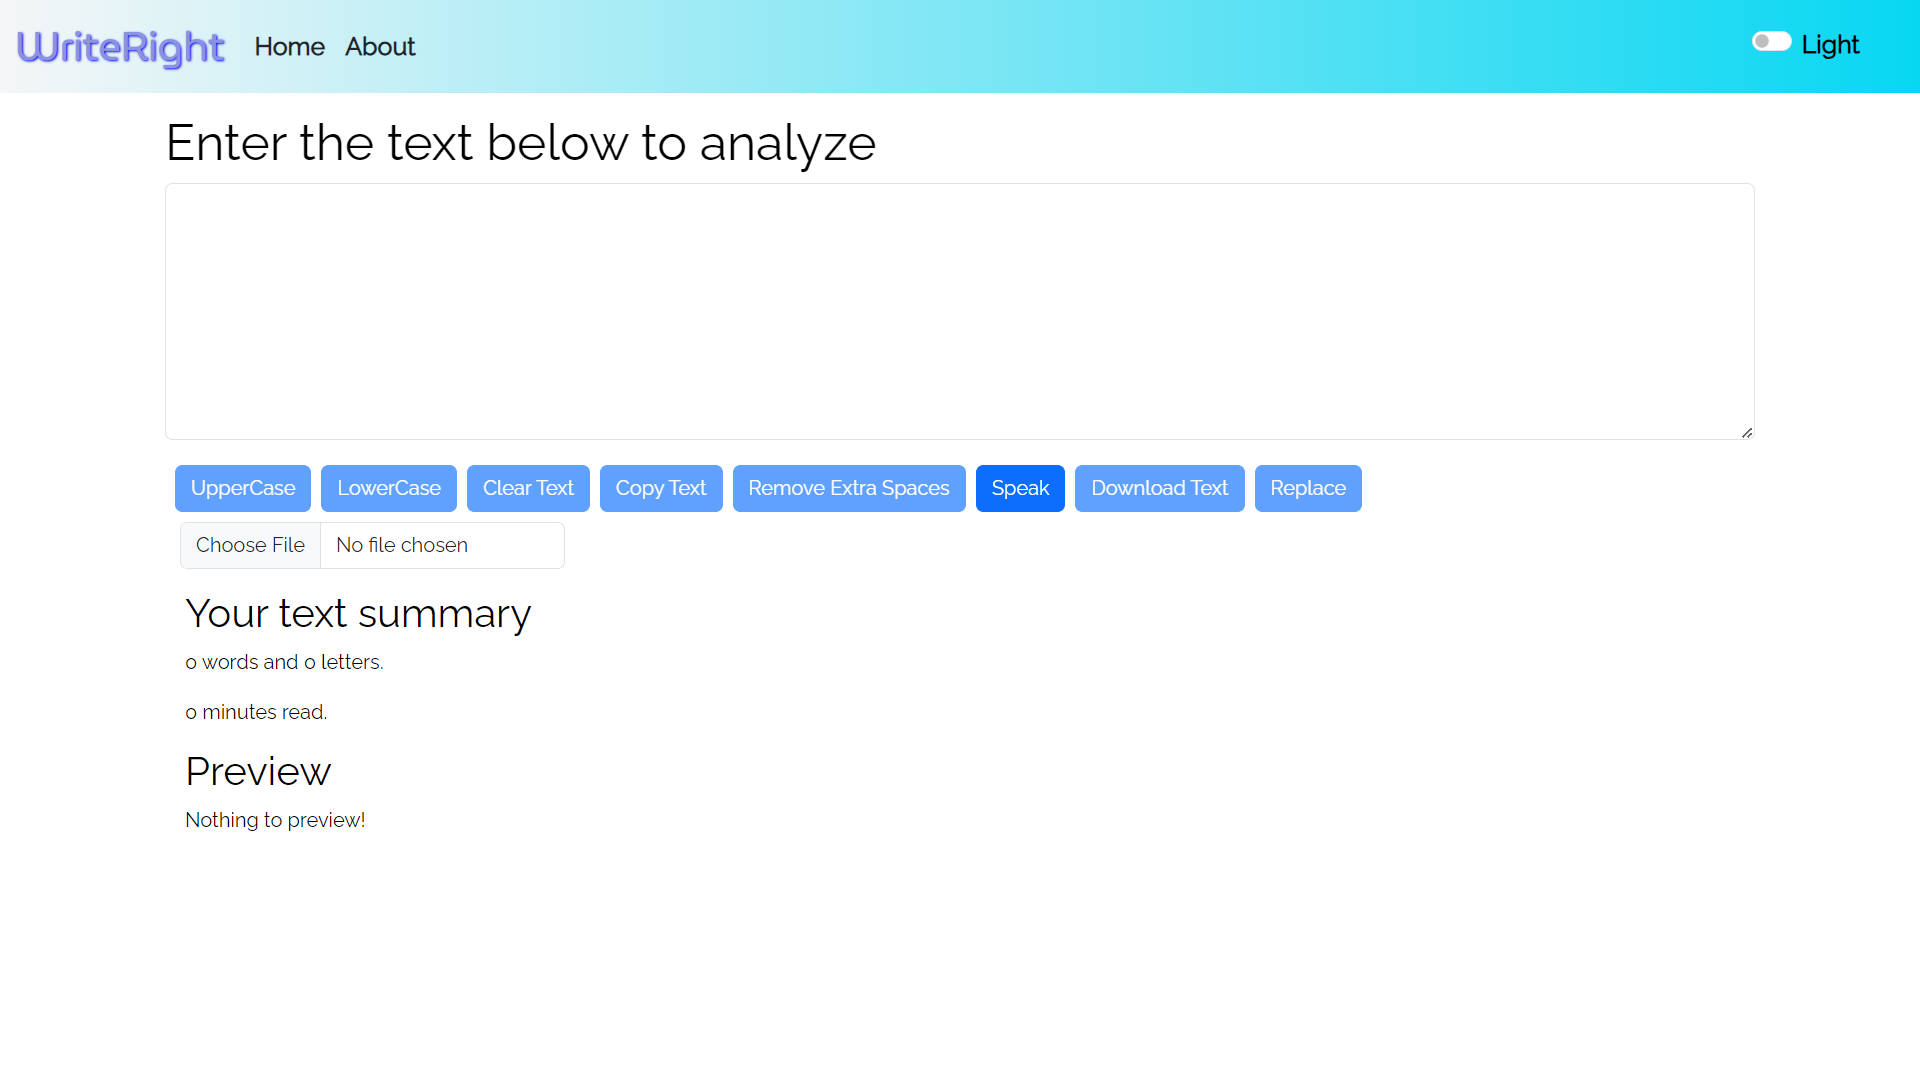 WriteRight Home About Light
Enter the text below to analyze
UpperCase LowerCase Clear Text Copy Text Remove Extra Spaces Speak Download Text Replace
Choose File No file chosen
Your text summary
0 words and 0 letters.
0 minutes read.
Preview
Nothing to preview!